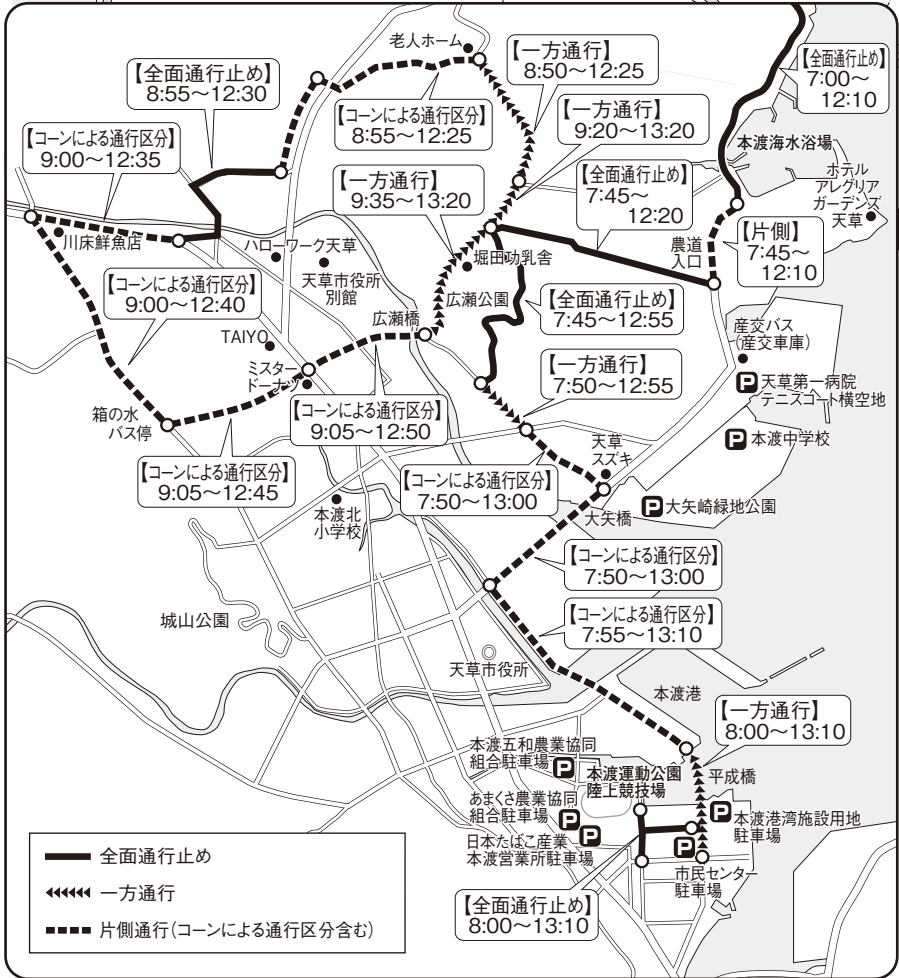 老人ホーム
【一方通行】
8:50～12:25
【全面通行止め】
7:00～
12:10
【全面通行止め】
8:55～12:30
【コーンによる通行区分】
8:55～12:25
【一方通行】
9:20～13:20
本渡海水浴場
【コーンによる通行区分】
9:00～12:35
【一方通行】
9:35～13:20
【全面通行止め】
7:45～
12:20
ホテル
アレグリア
ガーデンズ
天草
川床鮮魚店
ハローワーク天草
天草市役所
別館
堀田功乳舎
農道
入口
【片側】
7:45～
12:10
【コーンによる通行区分】
9:00～12:40
広瀬公園
【全面通行止め】
7:45～12:55
広瀬橋
産交バス
(産交車庫)
TAIYO
ミスター
ドーナツ
【一方通行】
7:50～12:55
P 天草第一病院
テニスコート横空地
箱の水
バス停
【コーンによる通行区分】
9:05～12:50
P 本渡中学校
天草
スズキ
【コーンによる通行区分】
9:05～12:45
【コーンによる通行区分】
7:50～13:00
本渡北
小学校
大矢橋
P 大矢崎緑地公園
【コーンによる通行区分】
7:50～13:00
城山公園
【コーンによる通行区分】
7:55～13:10
天草市役所
本渡港
【一方通行】
8:00～13:10
本渡五和農業協同
組合駐車場 P
本渡運動公園
陸上競技場
平成橋
あまくさ農業協同
組合駐車場 P
P 本渡港湾施設用地
駐車場
日本たばこ産業
本渡営業所駐車場 P
P 市民センター
駐車場
【全面通行止め】
8:00～13:10
全面通行止め
一方通行
片側通行(コーンによる通行区分含む)